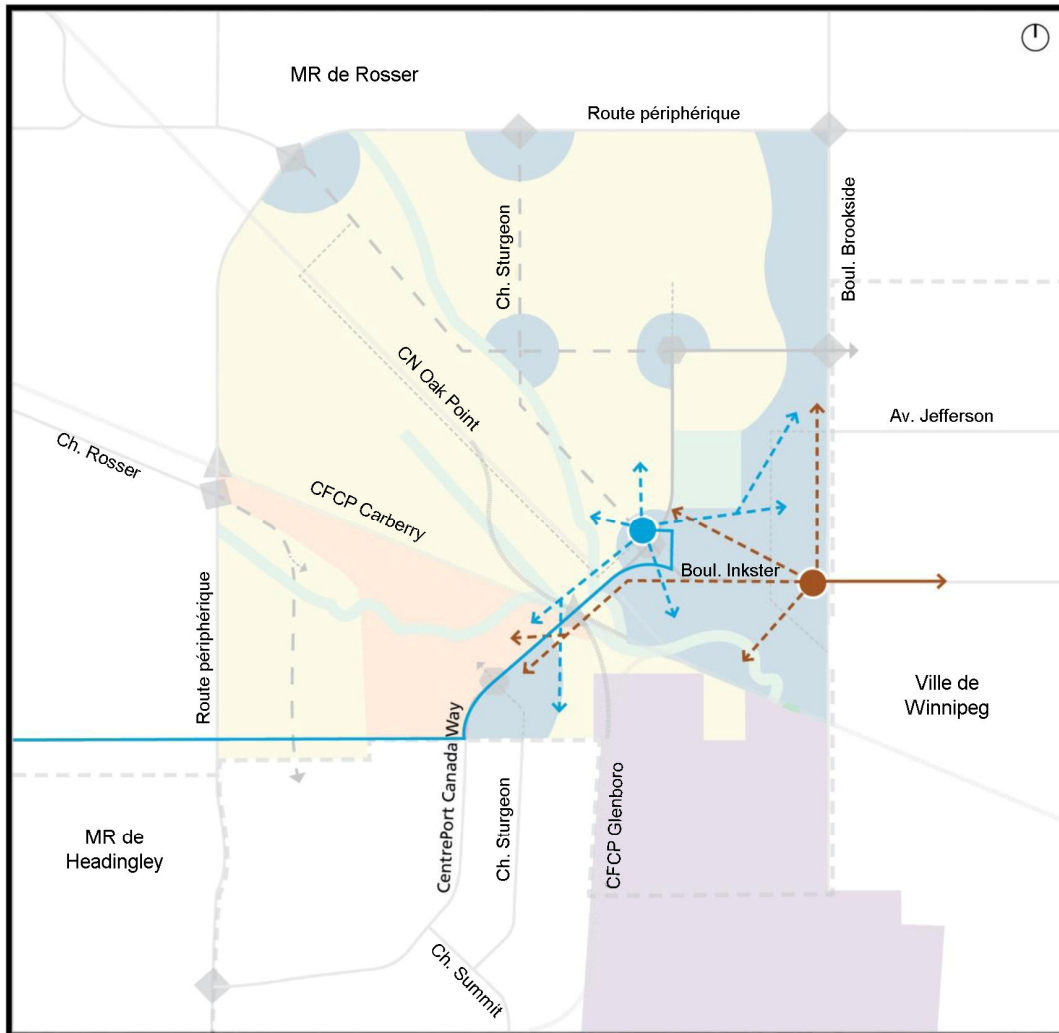 MR de Rosser
Route périphérique
Boul. Brookside
Ch. Sturgeon
CN Oak Point
Av. Jefferson
Ch. Rosser
CFCP Carberry
Boul. Inkster
Route périphérique
Ville de
Winnipeg
CentrePort Canada Way
Ch. Sturgeon
CFCP Glenboro
MR de
Headingley
Ch. Summit